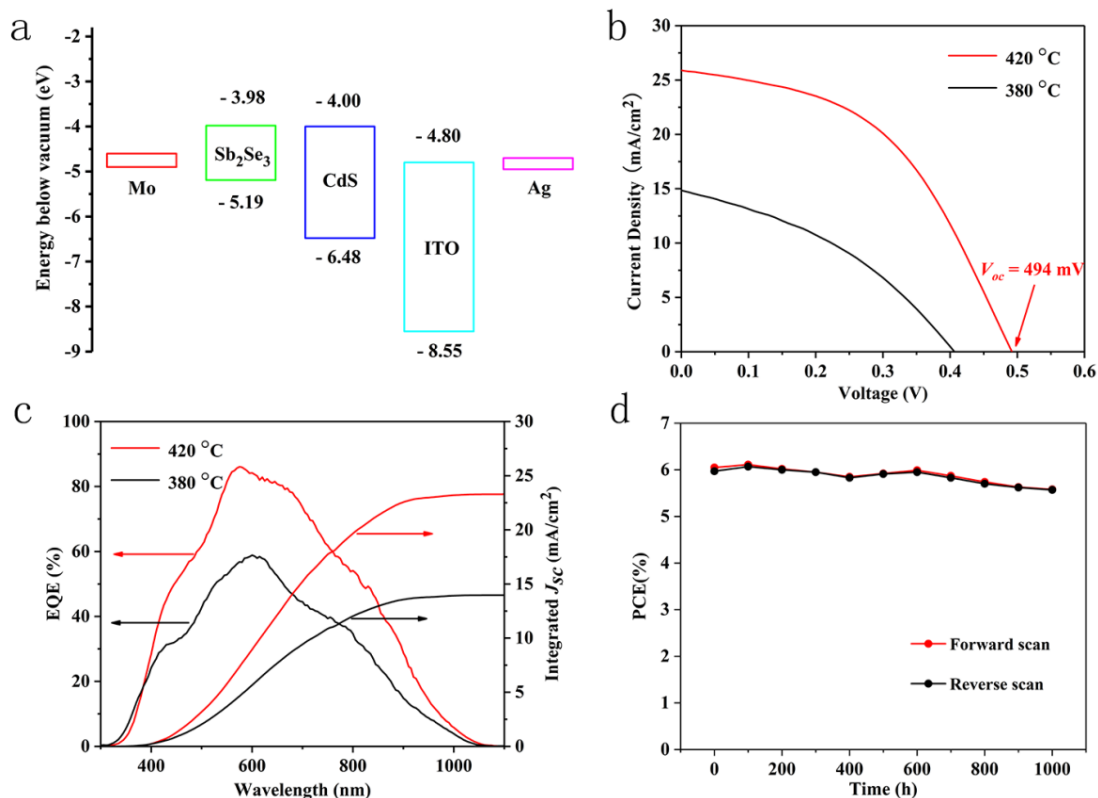 a
Energy below vacuum (eV)
-2
-3
-4
-5
-6
-7
-8
-9
Mo
- 3.98
Sb₂Se₃
- 5.19
- 4.00
CdS
- 6.48
- 4.80
ITO
- 8.55
Ag
b
Current Density (mA/cm²)
30
25
20
15
10
5
0
420 °C
380 °C
Voc = 494 mV
0.0 0.1 0.2 0.3 0.4 0.5 0.6
Voltage (V)
c
EQE (%)
100
80
60
40
20
0
420 °C
380 °C
30
25
20
15
10
5
0
Integrated JSC (mA/cm²)
400 600 800 1000
Wavelength (nm)
d
PCE(%)
7
6
5
4
3
2
1
0
Forward scan
Reverse scan
0 200 400 600 800 1000
Time (h)